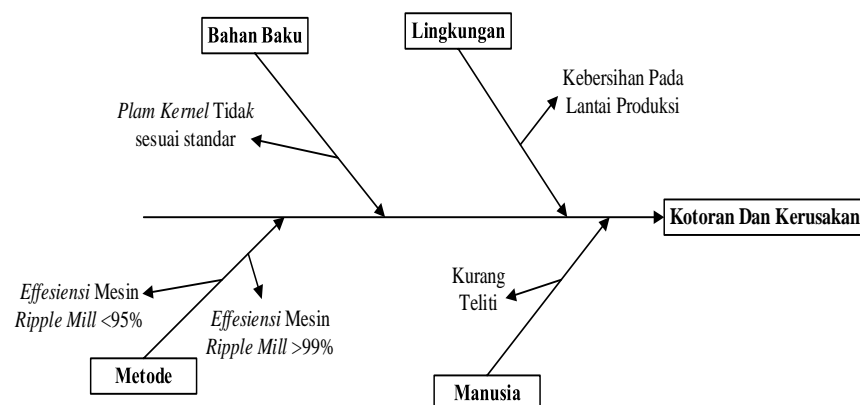 Bahan Baku
Lingkungan
Plam Kernel Tidak
sesuai standar
Kebersihan Pada
Lantai Produksi
Kotoran Dan Kerusakan
Effesiensi Mesin
Ripple Mill <95%
Effesiensi Mesin
Ripple Mill >99%
Kurang
Teliti
Metode
Manusia